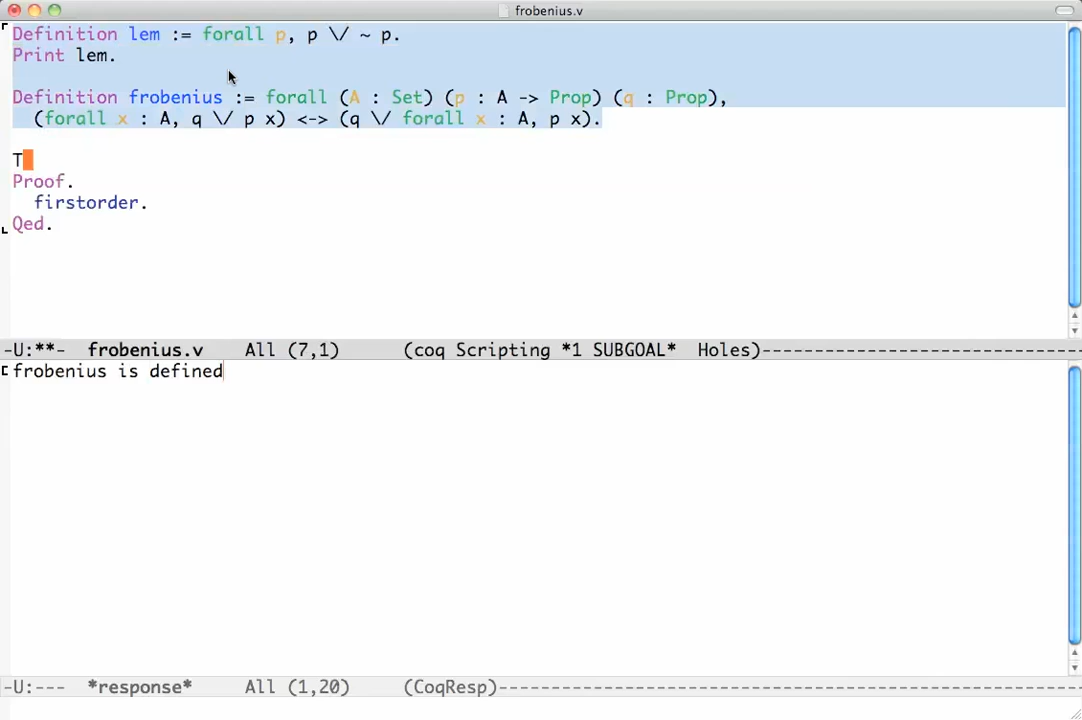 frobenius.v
Definition lem := forall p, p \/ ~ p.
Print lem.
Definition frobenius := forall (A : Set) (p : A -> Prop) (q : Prop),
(forall x : A, q \/ p x) <-> (q \/ forall x : A, p x).
T
Proof.
firstorder.
Qed.
-U:**-  frobenius.v    All (7,1)      (coq Scripting *1 SUBGOAL*  Holes)-------------------------------
frobenius is defined
-U:---  *response*     All (1,20)     (CoqResp)--------------------------------------------------------